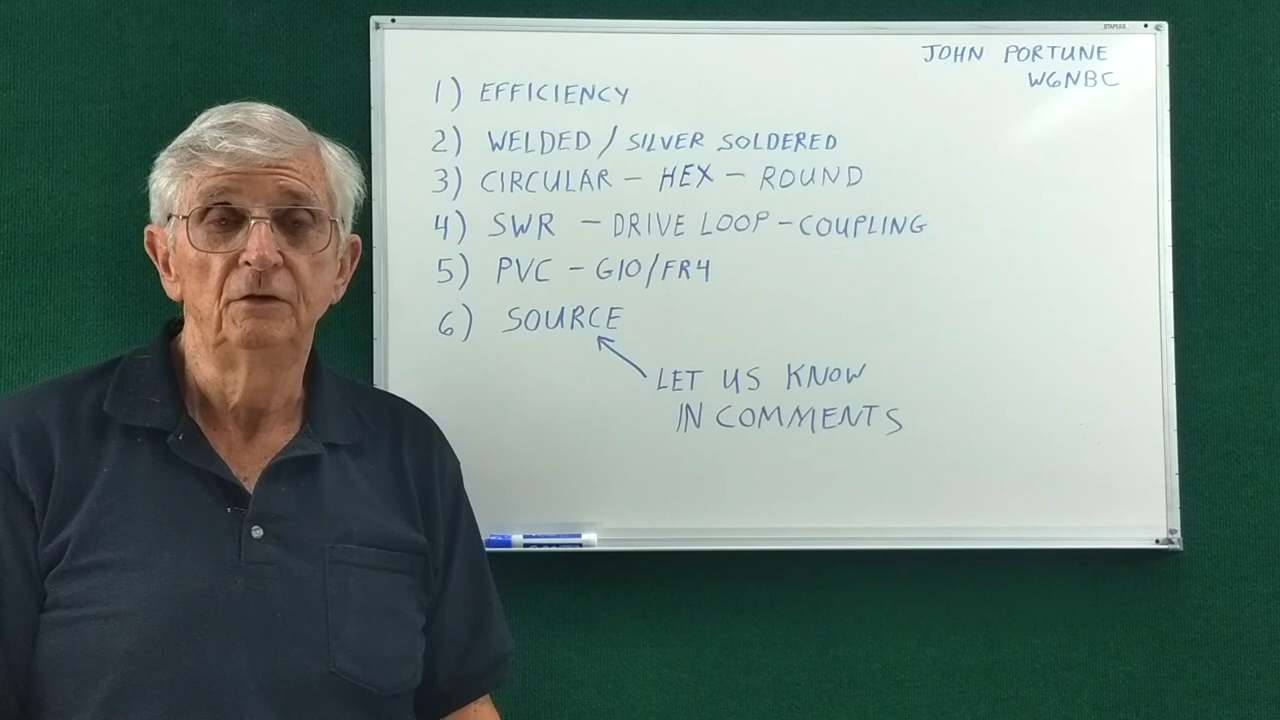 STAPLES
JOHN PORTUNE
W6NBC
1) EFFICIENCY
2) WELDED / SILVER SOLDERED
3) CIRCULAR - HEX - ROUND
4) SWR - DRIVE LOOP - COUPLING
5) PVC - G10/FR4
6) SOURCE
LET US KNOW
IN COMMENTS